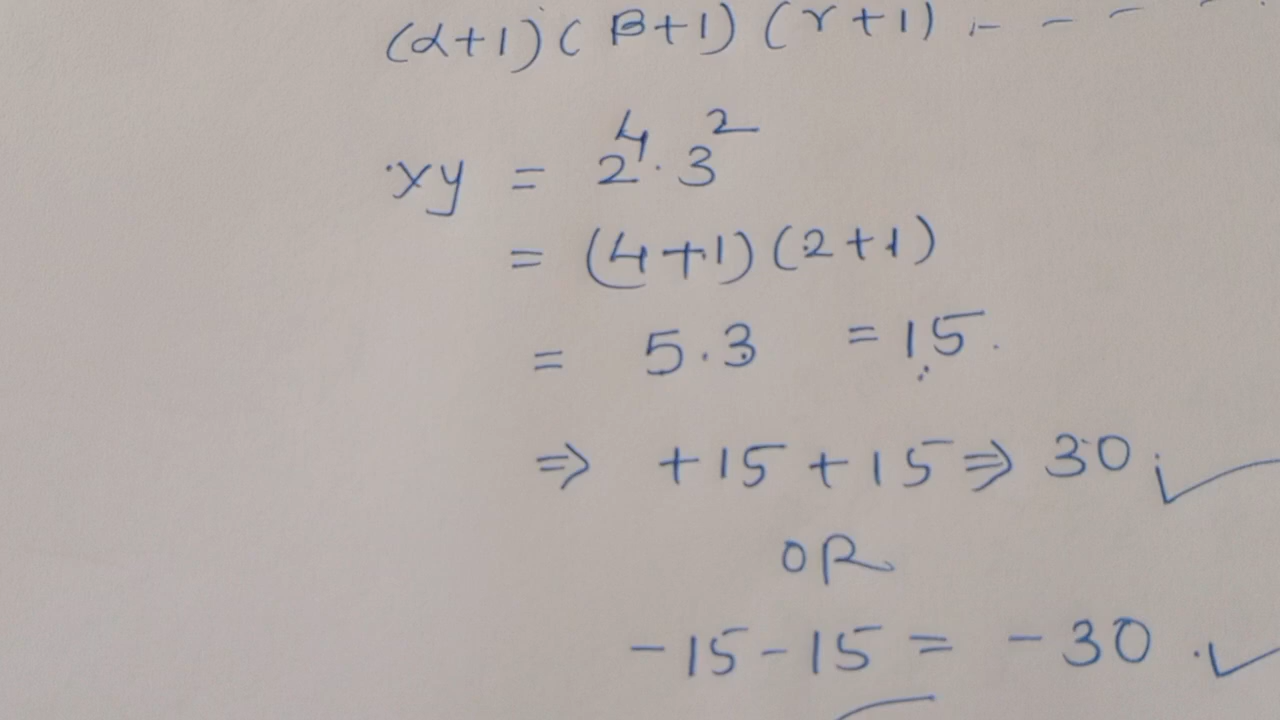 (α+1)(β+1)(γ+1) - - - -
xy = 2⁴·3²
= (4+1)(2+1)
= 5.3 = 15.
⇒ +15+15 ⇒ 30 ✓
OR
-15-15 = -30 ✓